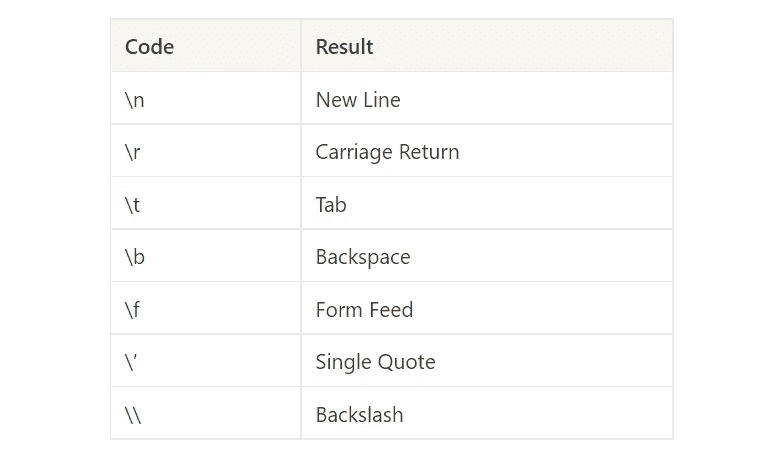 Code Result
\n New Line
\r Carriage Return
\t Tab
\b Backspace
\f Form Feed
\’ Single Quote
\\ Backslash